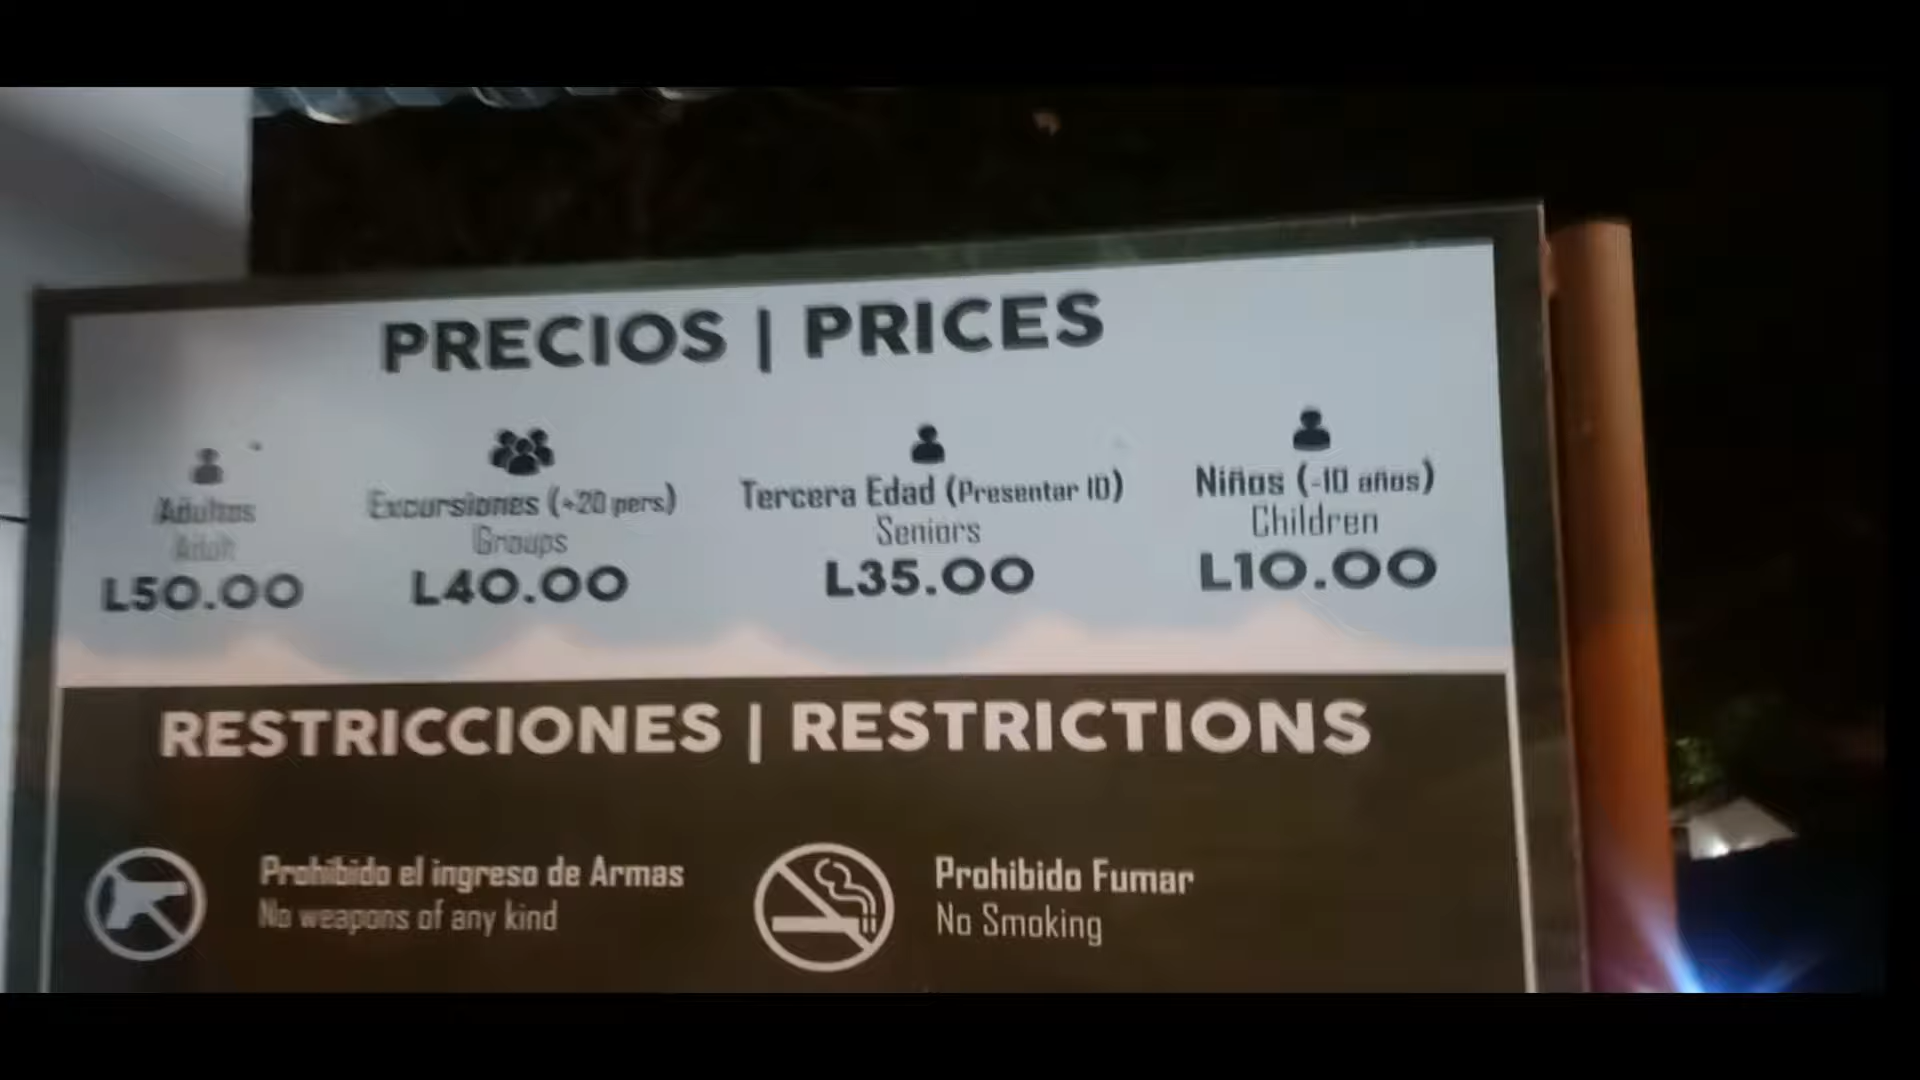 PRECIOS | PRICES
Adultos
Adult
L50.00
Excursiones (+20 pers)
Groups
L40.00
Tercera Edad (Presentar ID)
Seniors
L35.00
Niños (-10 años)
Children
L10.00
RESTRICCIONES | RESTRICTIONS
Prohibido el ingreso de Armas
No weapons of any kind
Prohibido Fumar
No Smoking